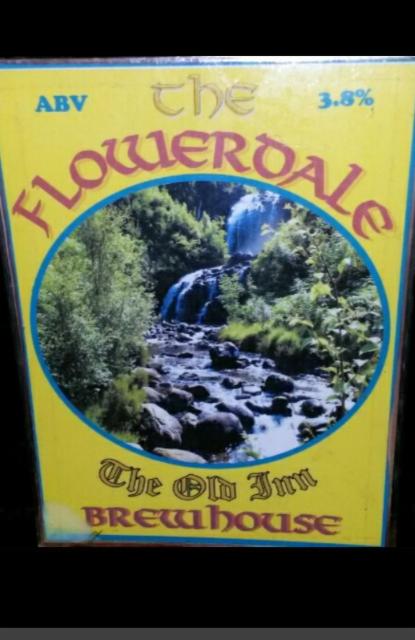 ABV The 3.8%
FLOWERDALE
The Old Inn
BREWHOUSE